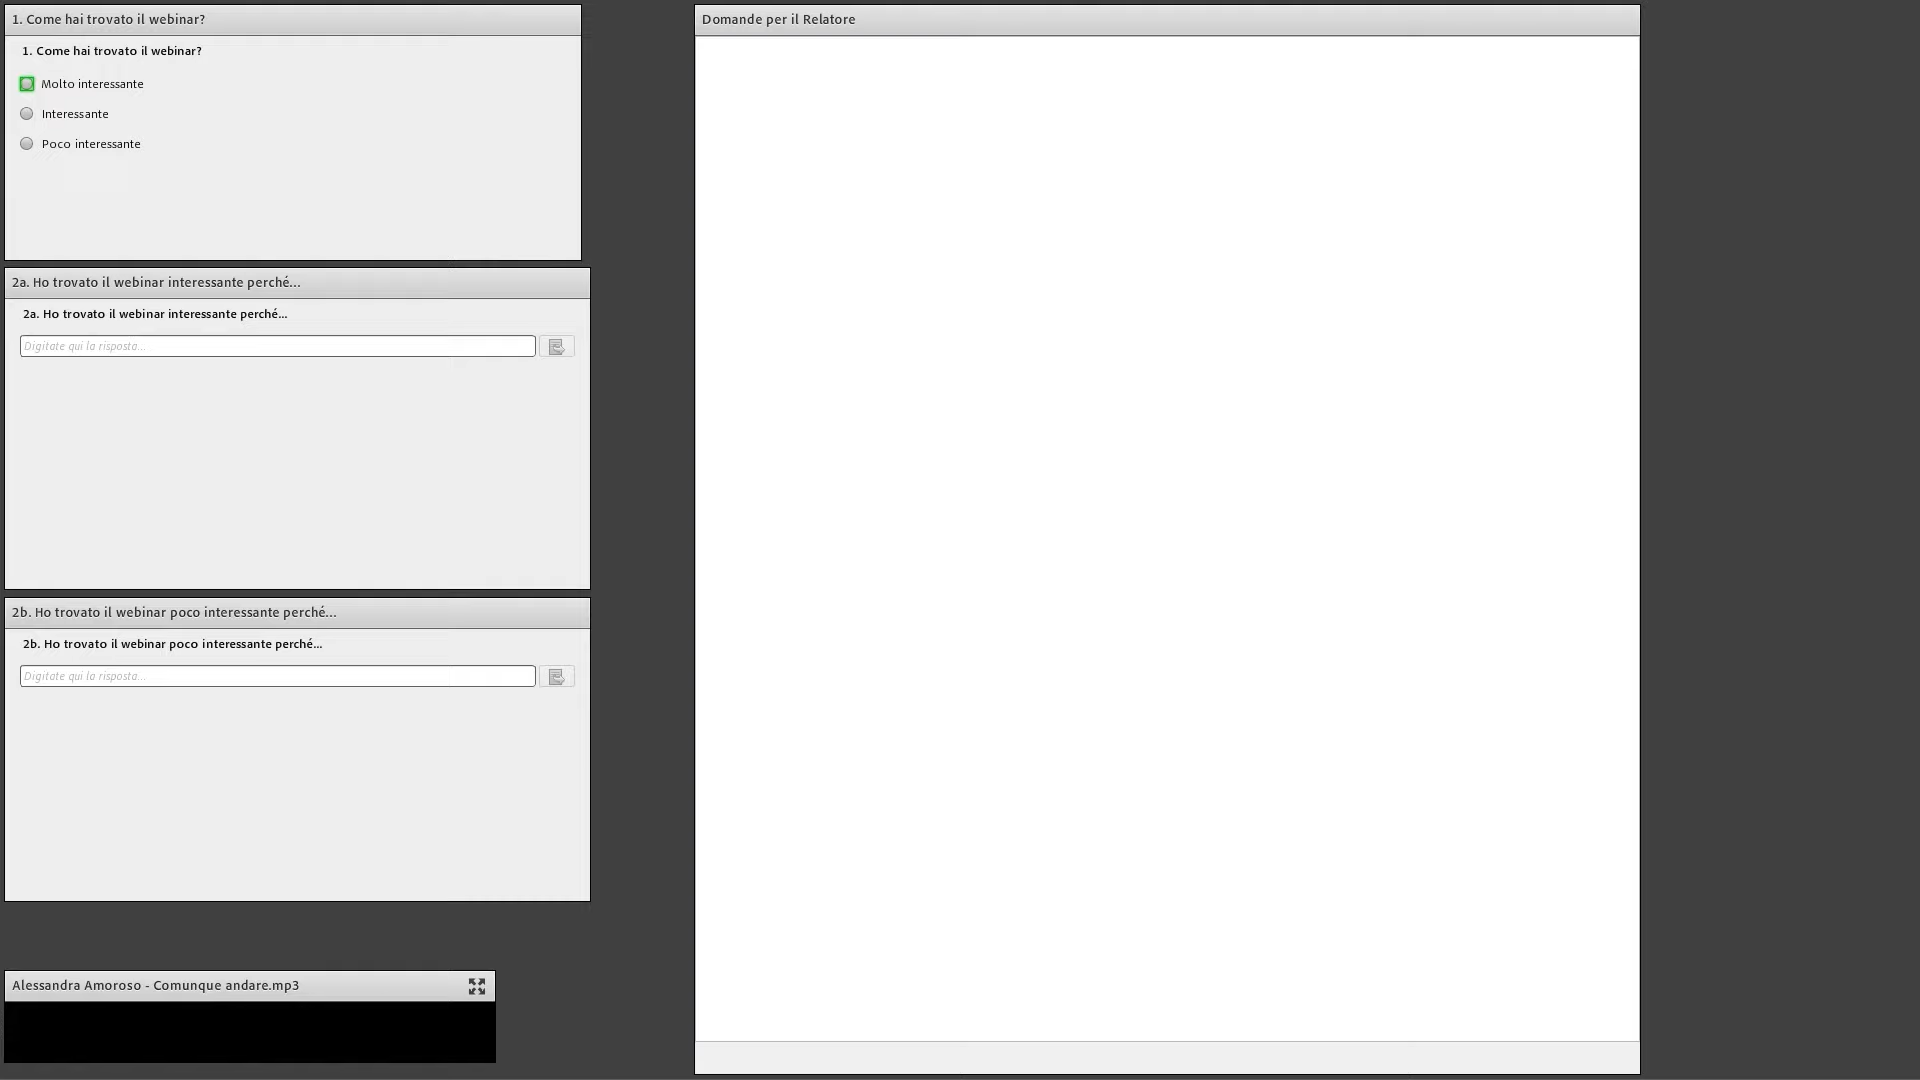 1. Come hai trovato il webinar?
1. Come hai trovato il webinar?
Molto interessante
Interessante
Poco interessante
2a. Ho trovato il webinar interessante perché...
2a. Ho trovato il webinar interessante perché...
Digitate qui la risposta...
2b. Ho trovato il webinar poco interessante perché...
2b. Ho trovato il webinar poco interessante perché...
Digitate qui la risposta...
Alessandra Amoroso - Comunque andare.mp3
Domande per il Relatore